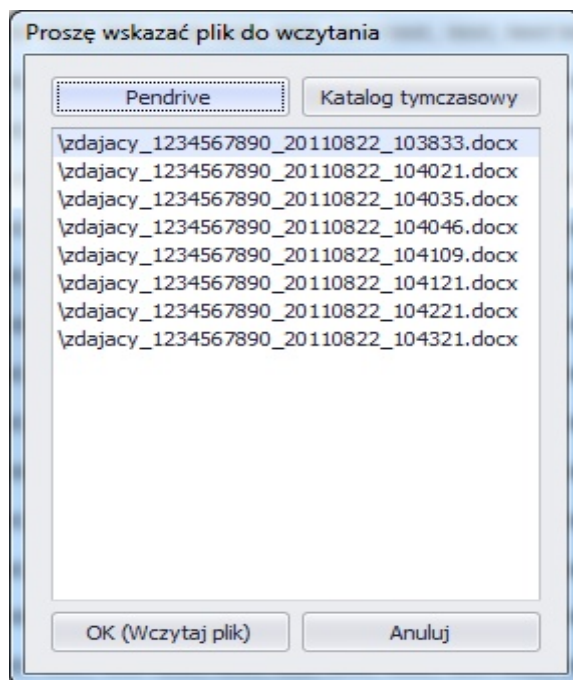 Proszę wskazać plik do wczytania
Pendrive Katalog tymczasowy
\zdajacy_1234567890_20110822_103833.docx
\zdajacy_1234567890_20110822_104021.docx
\zdajacy_1234567890_20110822_104035.docx
\zdajacy_1234567890_20110822_104046.docx
\zdajacy_1234567890_20110822_104109.docx
\zdajacy_1234567890_20110822_104121.docx
\zdajacy_1234567890_20110822_104221.docx
\zdajacy_1234567890_20110822_104321.docx
OK (Wczytaj plik) Anuluj